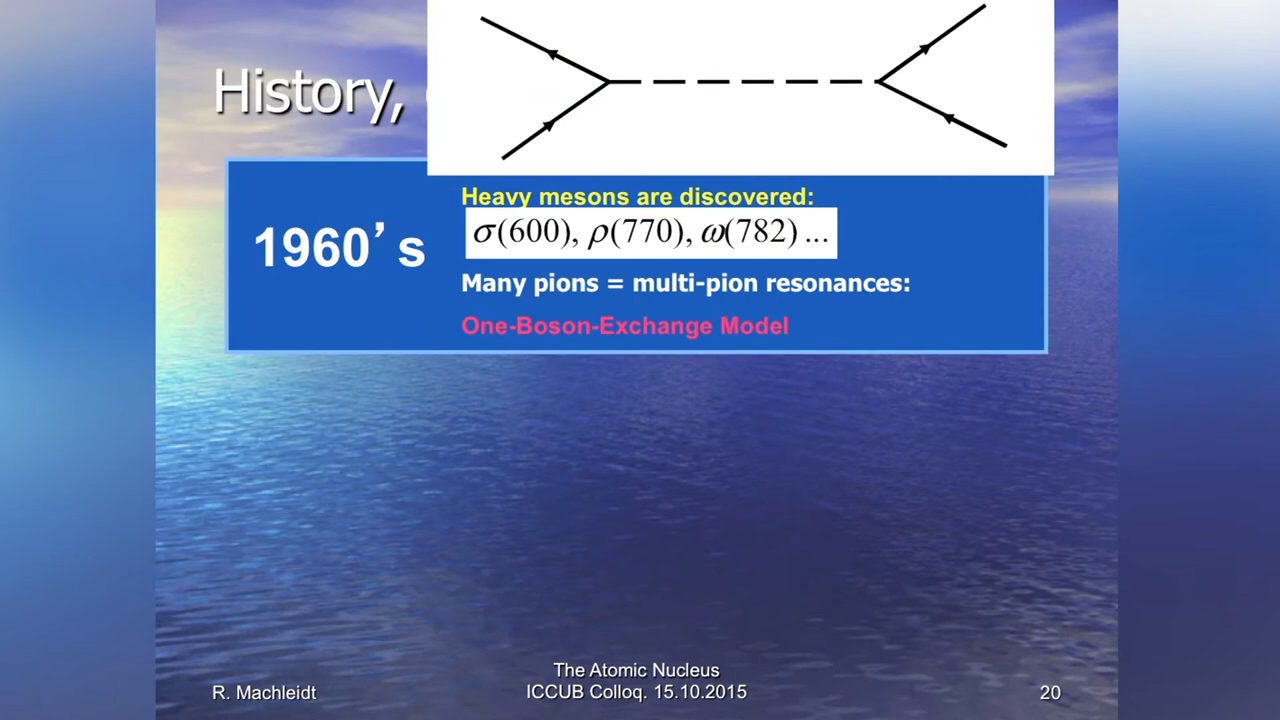 History,
1960's
Heavy mesons are discovered:
σ(600), ρ(770), ω(782) ...
Many pions = multi-pion resonances:
One-Boson-Exchange Model
R. Machleidt
The Atomic Nucleus
ICCUB Colloq. 15.10.2015
20